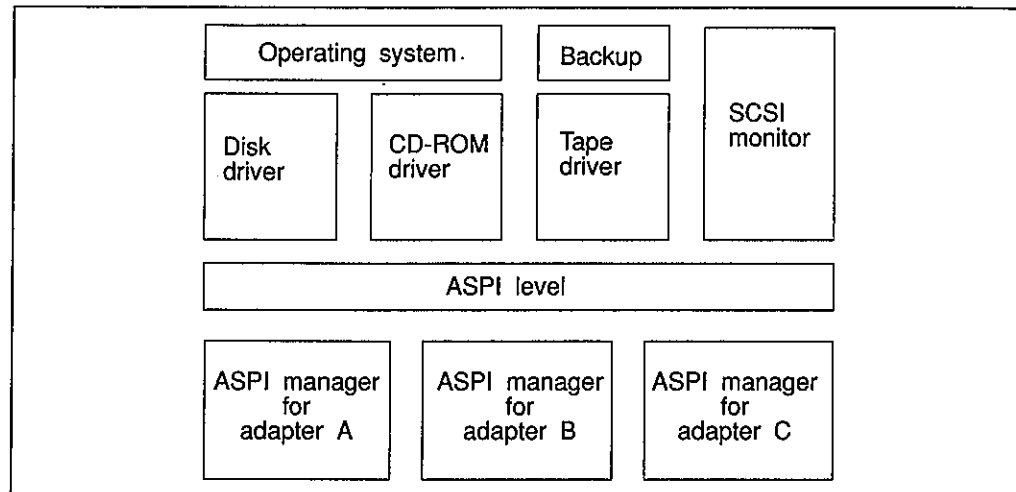 Operating system.
Backup
SCSI
monitor
Disk
driver
CD-ROM
driver
Tape
driver
ASPI level
ASPI manager
for
adapter A
ASPI manager
for
adapter B
ASPI manager
for
adapter C